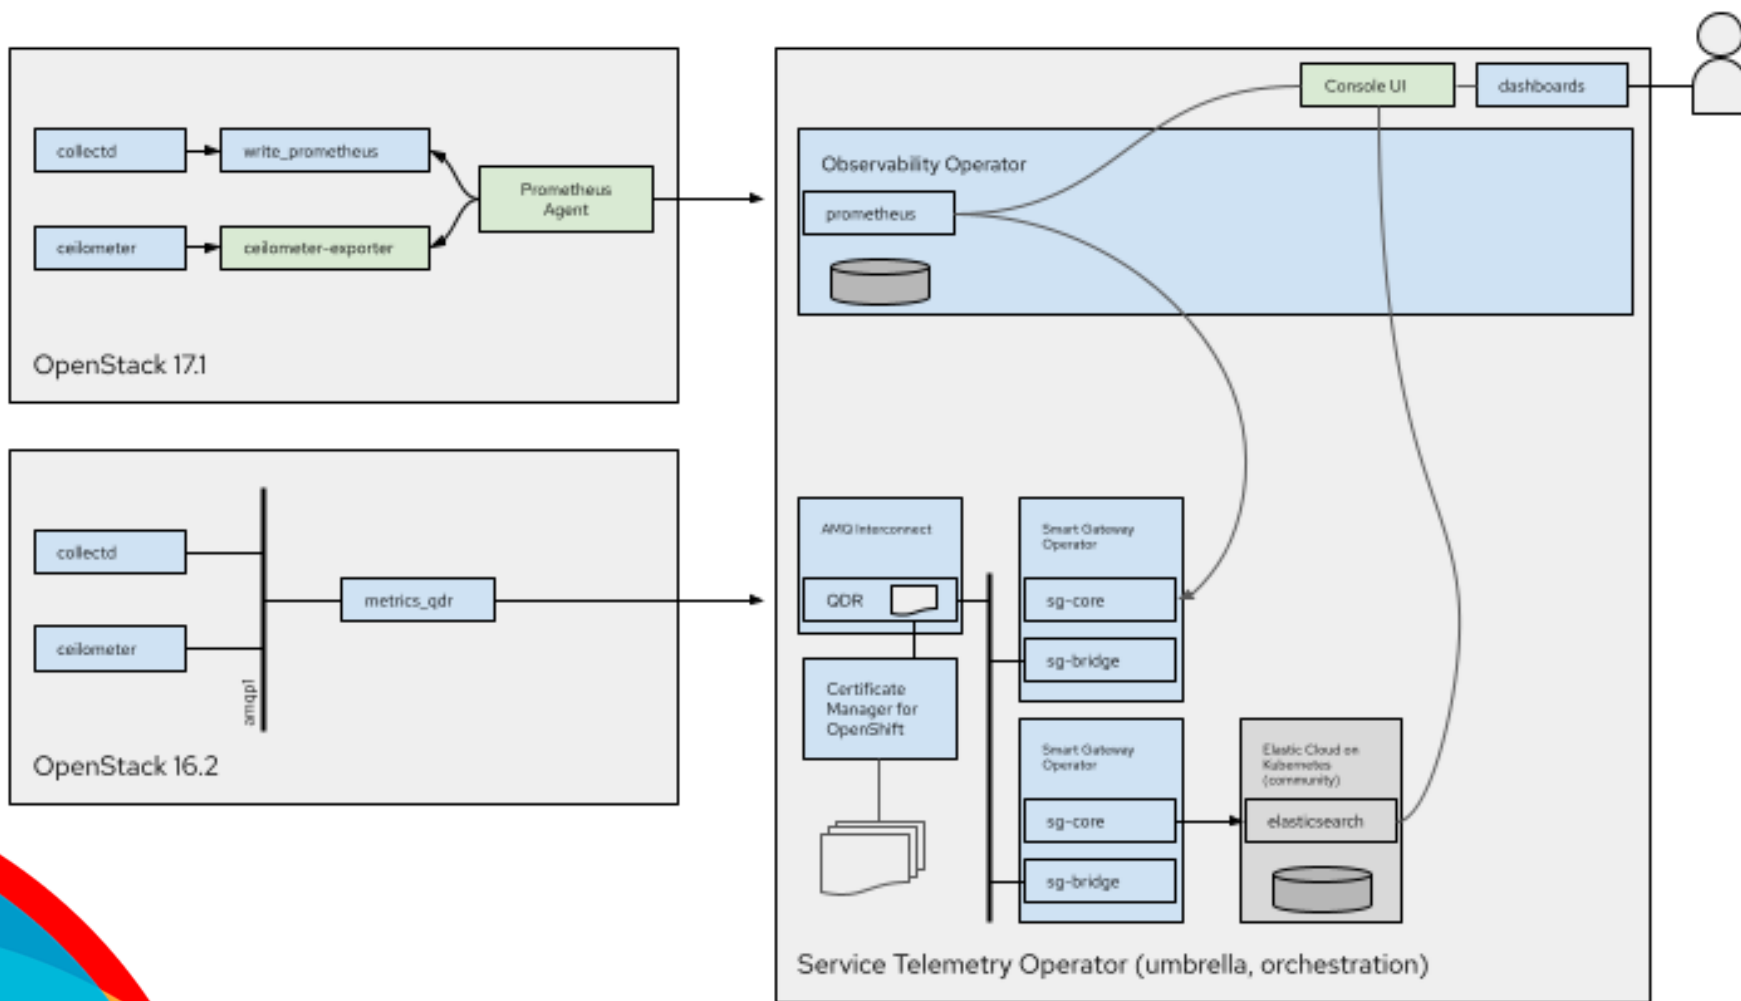 collectd
write_prometheus
Prometheus
Agent
ceilometer
ceilometer-exporter
OpenStack 17.1
collectd
metrics_qdr
ceilometer
amqp1
OpenStack 16.2
Console UI
dashboards
Observability Operator
prometheus
AMQ Interconnect
QDR
Certificate
Manager for
OpenShift
Smart Gateway
Operator
sg-core
sg-bridge
Smart Gateway
Operator
sg-core
sg-bridge
Elastic Cloud on
Kubernetes
(community)
elasticsearch
Service Telemetry Operator (umbrella, orchestration)